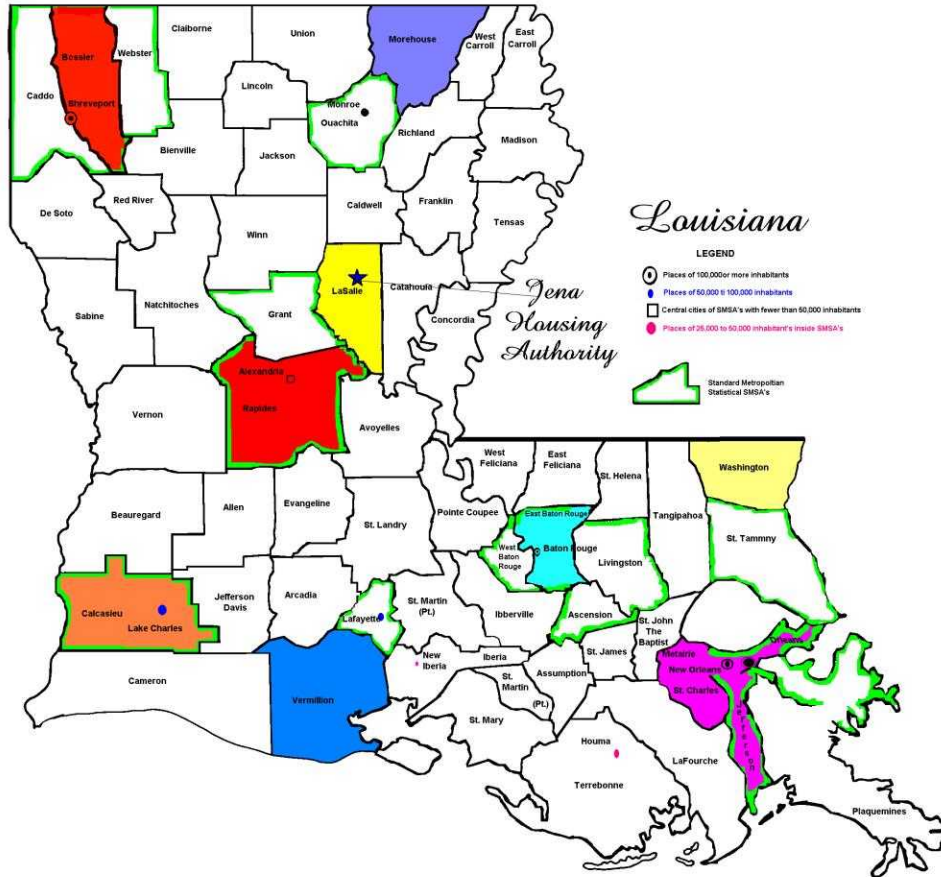 Claiborne
Union
Morehouse
West
Carroll
East
Carroll
Bossier
Webster
Caddo
Shreveport
Lincoln
Monroe
Ouachita
Richland
Madison
Bienville
Jackson
De Soto
Red River
Caldwell
Franklin
Tensas
Winn
LaSalle
Catahoula
Sabine
Natchitoches
Grant
Concordia
Jena
Housing
Authority
Louisiana
LEGEND
Places of 100,000or more inhabitants
Places of 50,000 ti 100,000 inhabitants
Central cities of SMSA's with fewer than 50,000 inhabitants
Places of 25,000 to 50,000 inhabitant's inside SMSA's
Standard Metropoltian
Statistical SMSA's
Alexandria
Rapides
Vernon
Avoyelles
West
Feliciana
East
Feliciana
St. Helena
Washington
Beauregard
Allen
Evangeline
St. Landry
Pointe Coupee
East Baton Rouge
Tangipahoa
St. Tammny
West
Baton
Rouge
Baton Rouge
Livingston
Calcasieu
Lake Charles
Jefferson
Davis
Arcadia
Lafayette
St. Martin
(Pt.)
Ibberville
Ascension
St. John
The
Baptist
Orleans
Metairie
New Orleans
St. Charles
Jefferson
Cameron
Vermillion
New
Iberia
Iberia
St.
Martin
(Pt.)
Assumption
St. James
St. Mary
Houma
Terrebonne
LaFourche
Plaquemines